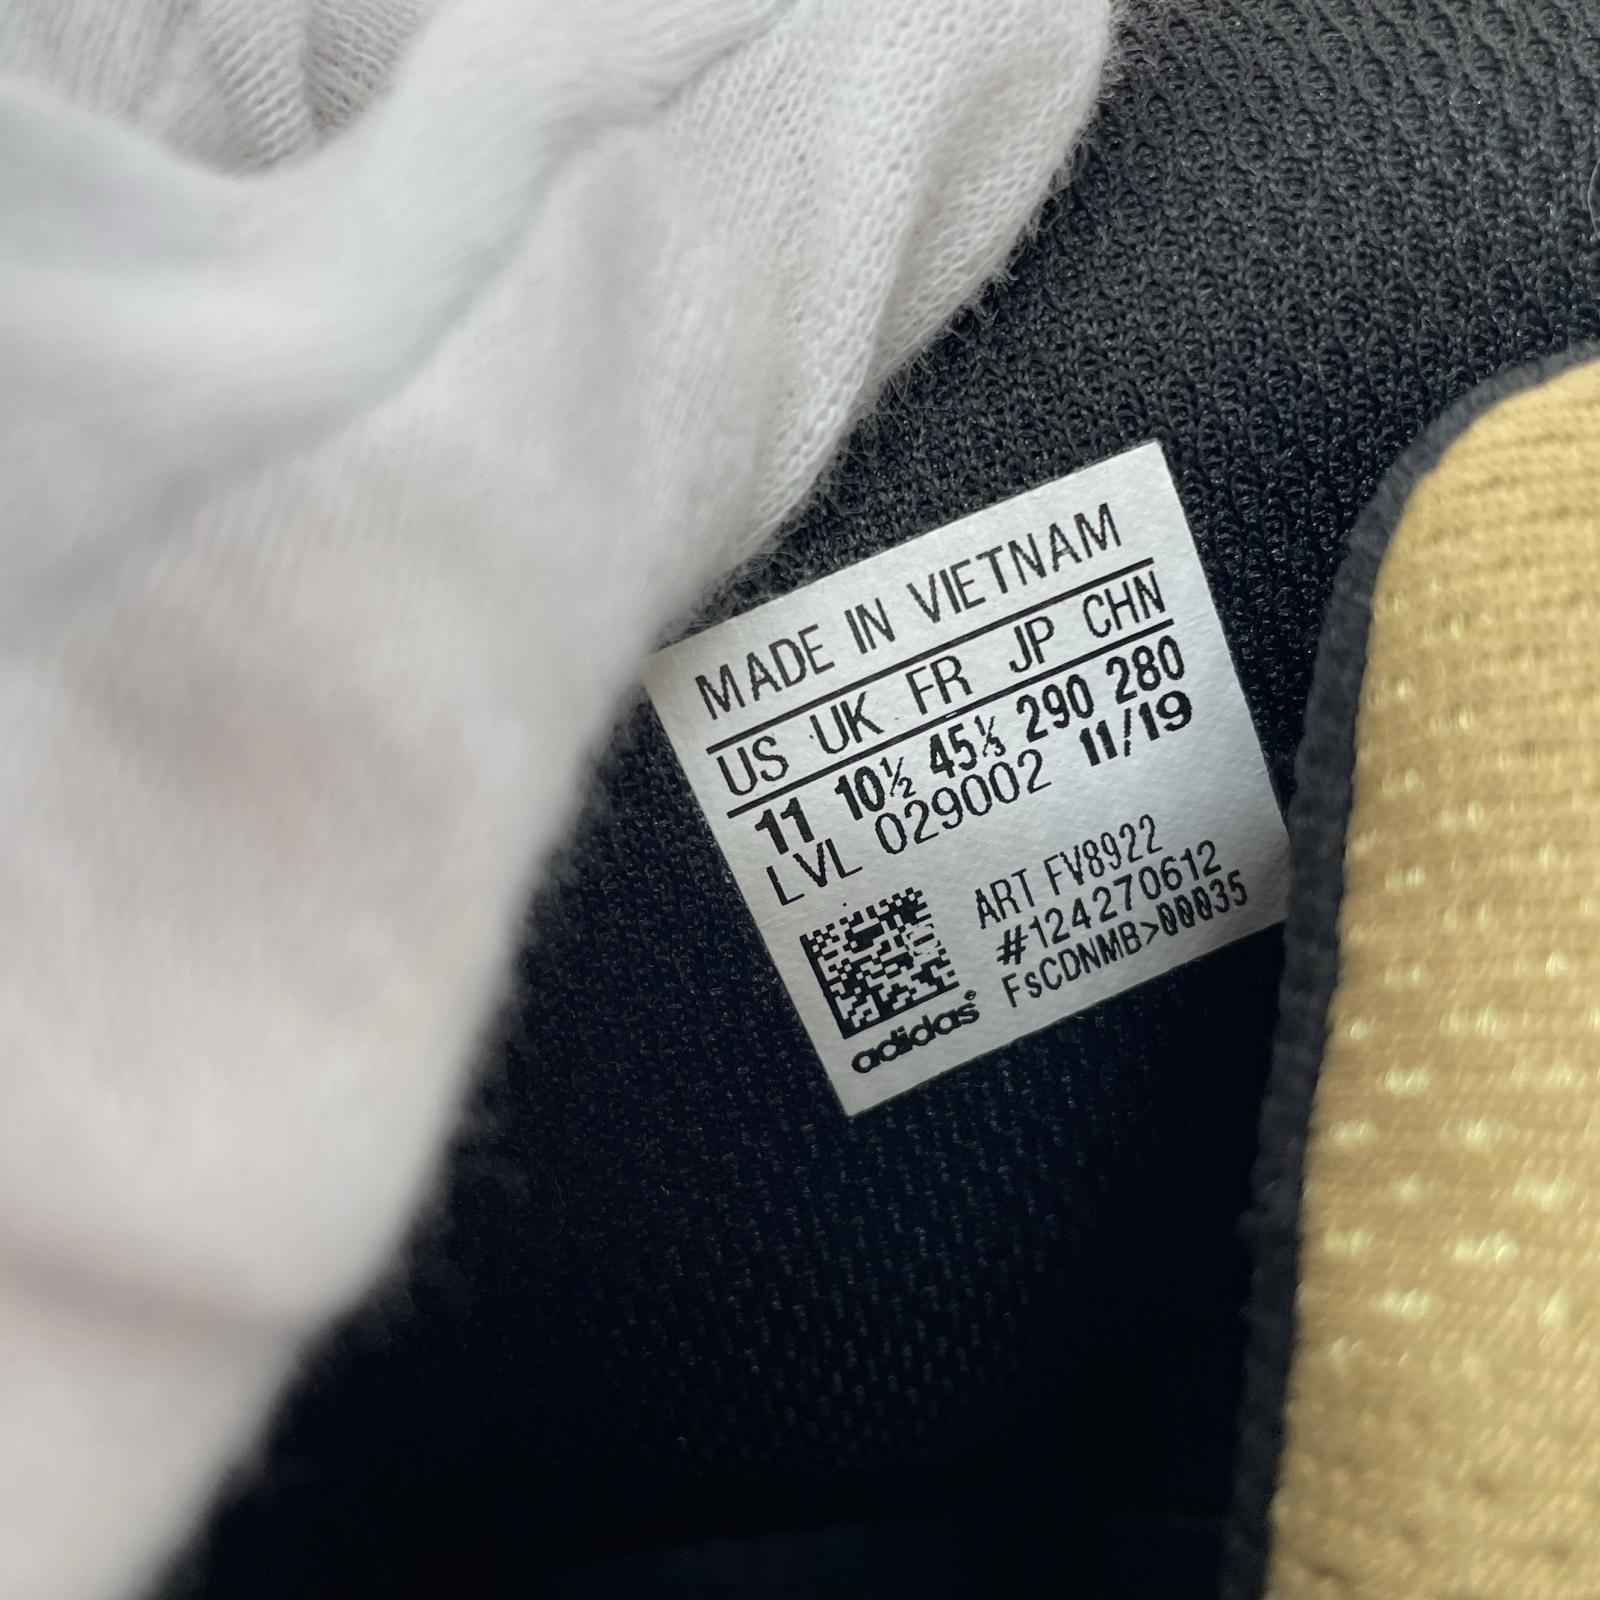 MADE IN VIETNAM
US UK FR JP CHN
11 10½ 45⅓ 290 280
LVL 029002 11/19
ART FV8922
#124270612
FsCDNMB>00035
adidas®